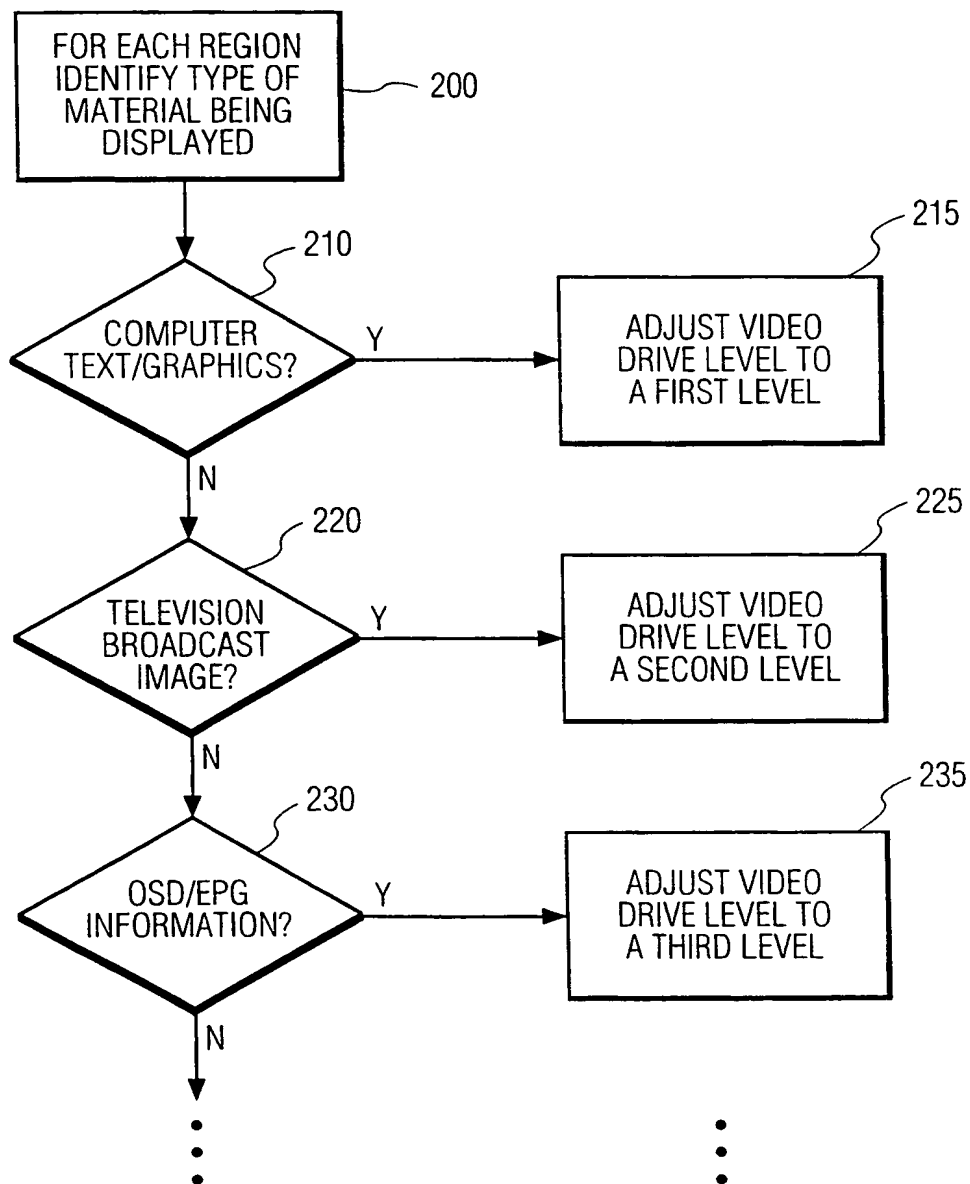 FOR EACH REGION
IDENTIFY TYPE OF
MATERIAL BEING
DISPLAYED
200
210
COMPUTER
TEXT/GRAPHICS?
Y
N
215
ADJUST VIDEO
DRIVE LEVEL TO
A FIRST LEVEL
220
TELEVISION
BROADCAST
IMAGE?
Y
N
225
ADJUST VIDEO
DRIVE LEVEL TO
A SECOND LEVEL
230
OSD/EPG
INFORMATION?
Y
N
235
ADJUST VIDEO
DRIVE LEVEL TO
A THIRD LEVEL